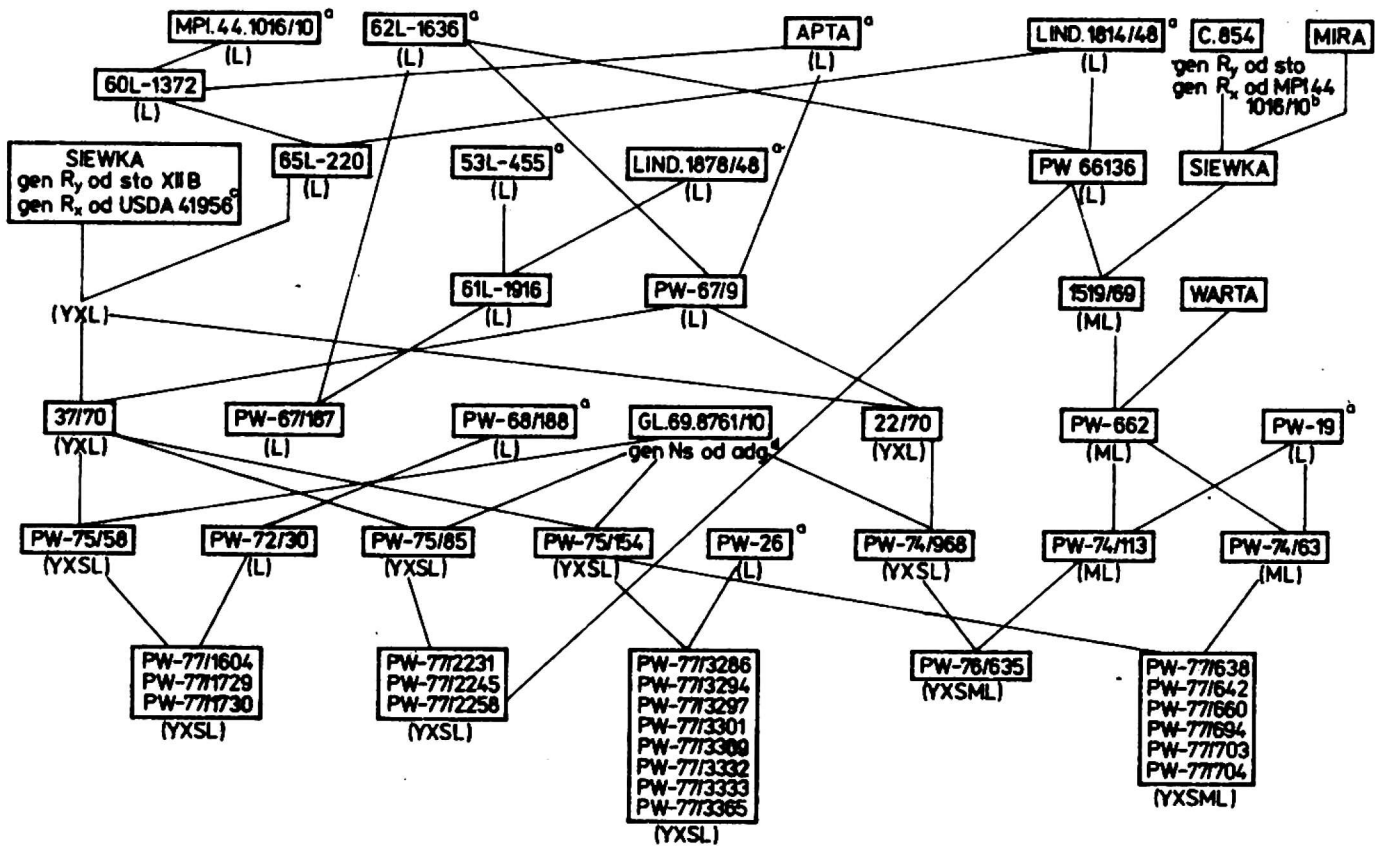 MPI.44.1016/10 a
(L)
62L-1636 a
(L)
APTA a
(L)
LIND.1814/48 a
(L)
C.854
gen Ry od sto
gen Rx od MPI 44
1016/10 b
MIRA
60L-1372
(L)
SIEWKA
gen Ry od sto XII B
gen Rx od USDA 41956 c
65L-220
(L)
53L-455 a
(L)
LIND.1878/48 a
(L)
PW 66136
(L)
SIEWKA
(YXL)
61L-1916
(L)
PW-67/9
(L)
1519/69
(ML)
WARTA
37/70
(YXL)
PW-67/187
(L)
PW-68/188 a
(L)
GL.69.8761/10
gen Ns od adg. d
22/70
(YXL)
PW-662
(ML)
PW-19 a
(L)
PW-75/58
(YXSL)
PW-72/30
(L)
PW-75/85
(YXSL)
PW-75/154
(YXSL)
PW-26 a
(L)
PW-74/968
(YXSL)
PW-74/113
(ML)
PW-74/63
(ML)
PW-77/1604
PW-77/1729
PW-77/1730
(YXSL)
PW-77/2231
PW-77/2245
PW-77/2258
(YXSL)
PW-77/3286
PW-77/3294
PW-77/3297
PW-77/3301
PW-77/3309
PW-77/3332
PW-77/3333
PW-77/3365
(YXSL)
PW-76/635
(YXSML)
PW-77/638
PW-77/642
PW-77/660
PW-77/694
PW-77/703
PW-77/704
(YXSML)